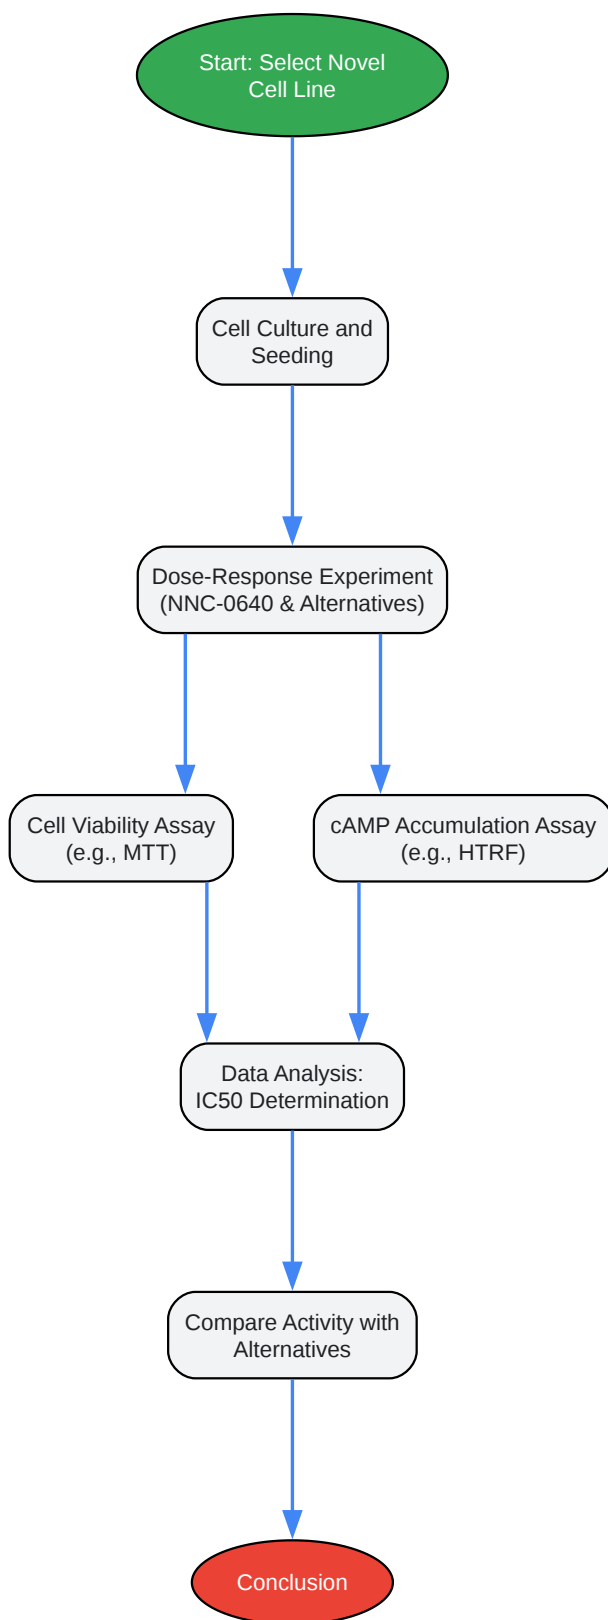 Start: Select Novel
Cell Line
Cell Culture and
Seeding
Dose-Response Experiment
(NNC-0640 & Alternatives)
Cell Viability Assay
(e.g., MTT)
cAMP Accumulation Assay
(e.g., HTRF)
Data Analysis:
IC50 Determination
Compare Activity with
Alternatives
Conclusion